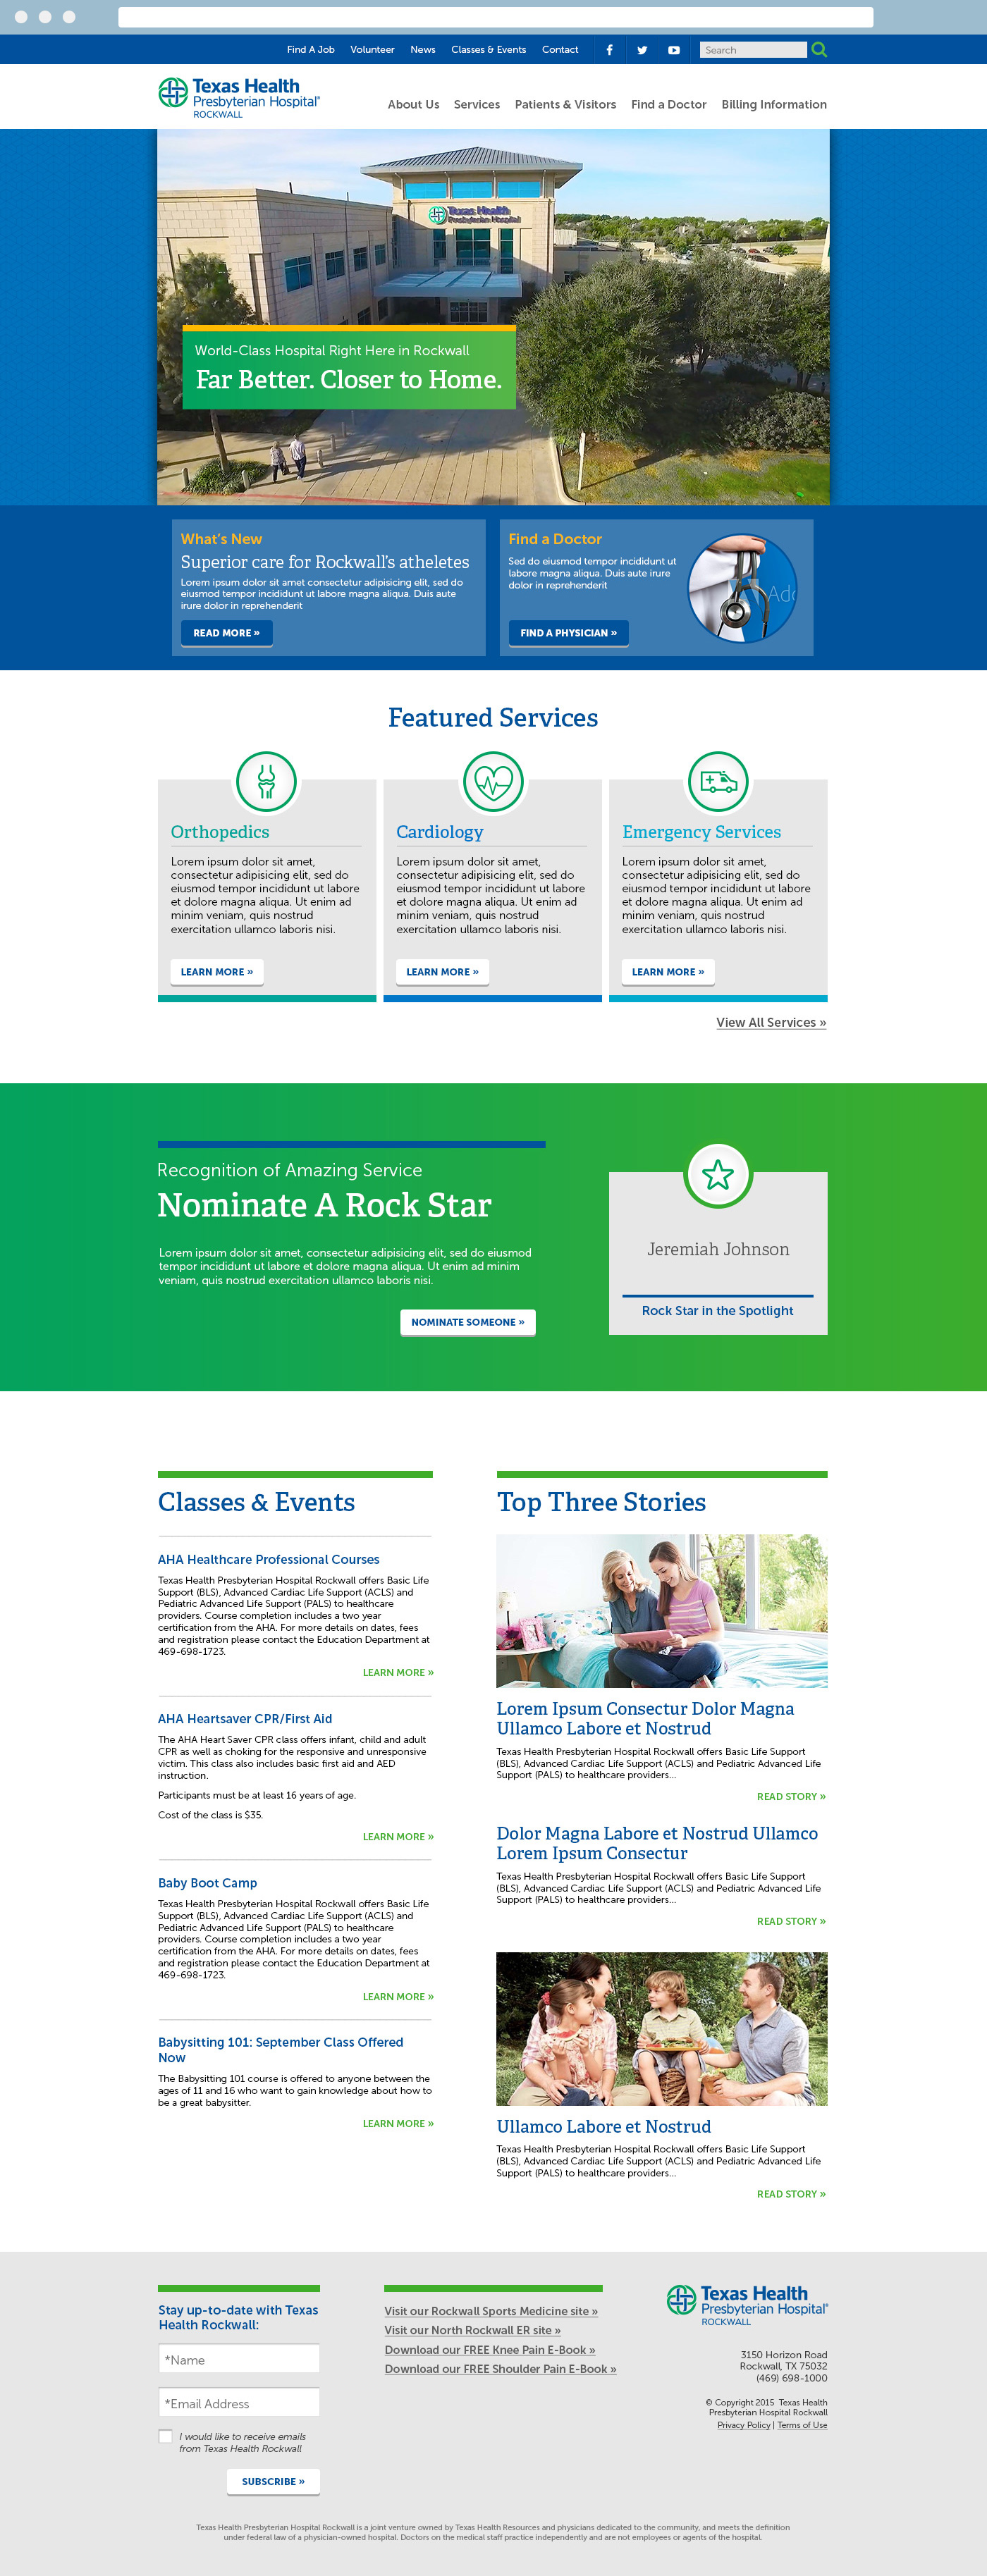 Find A Job Volunteer News Classes & Events Contact Search
Texas Health
Presbyterian Hospital®
ROCKWALL
About Us Services Patients & Visitors Find a Doctor Billing Information
Texas Health
Presbyterian Hospital
World-Class Hospital Right Here in Rockwall
Far Better. Closer to Home.
What's New
Superior care for Rockwall's atheletes
Lorem ipsum dolor sit amet consectetur adipisicing elit, sed do
eiusmod tempor incididunt ut labore magna aliqua. Duis aute
irure dolor in reprehenderit
READ MORE »
Find a Doctor
Sed do eiusmod tempor incididunt ut
labore magna aliqua. Duis aute irure
dolor in reprehenderit
FIND A PHYSICIAN »
Featured Services
Orthopedics
Lorem ipsum dolor sit amet,
consectetur adipisicing elit, sed do
eiusmod tempor incididunt ut labore
et dolore magna aliqua. Ut enim ad
minim veniam, quis nostrud
exercitation ullamco laboris nisi.
LEARN MORE »
Cardiology
Lorem ipsum dolor sit amet,
consectetur adipisicing elit, sed do
eiusmod tempor incididunt ut labore
et dolore magna aliqua. Ut enim ad
minim veniam, quis nostrud
exercitation ullamco laboris nisi.
LEARN MORE »
Emergency Services
Lorem ipsum dolor sit amet,
consectetur adipisicing elit, sed do
eiusmod tempor incididunt ut labore
et dolore magna aliqua. Ut enim ad
minim veniam, quis nostrud
exercitation ullamco laboris nisi.
LEARN MORE »
View All Services »
Recognition of Amazing Service
Nominate A Rock Star
Lorem ipsum dolor sit amet, consectetur adipisicing elit, sed do eiusmod
tempor incididunt ut labore et dolore magna aliqua. Ut enim ad minim
veniam, quis nostrud exercitation ullamco laboris nisi.
NOMINATE SOMEONE »
Jeremiah Johnson
Rock Star in the Spotlight
Classes & Events
AHA Healthcare Professional Courses
Texas Health Presbyterian Hospital Rockwall offers Basic Life
Support (BLS), Advanced Cardiac Life Support (ACLS) and
Pediatric Advanced Life Support (PALS) to healthcare
providers. Course completion includes a two year
certification from the AHA. For more details on dates, fees
and registration please contact the Education Department at
469-698-1723.
LEARN MORE »
AHA Heartsaver CPR/First Aid
The AHA Heart Saver CPR class offers infant, child and adult
CPR as well as choking for the responsive and unresponsive
victim. This class also includes basic first aid and AED
instruction.
Participants must be at least 16 years of age.
Cost of the class is $35.
LEARN MORE »
Baby Boot Camp
Texas Health Presbyterian Hospital Rockwall offers Basic Life
Support (BLS), Advanced Cardiac Life Support (ACLS) and
Pediatric Advanced Life Support (PALS) to healthcare
providers. Course completion includes a two year
certification from the AHA. For more details on dates, fees
and registration please contact the Education Department at
469-698-1723.
LEARN MORE »
Babysitting 101: September Class Offered
Now
The Babysitting 101 course is offered to anyone between the
ages of 11 and 16 who want to gain knowledge about how to
be a great babysitter.
LEARN MORE »
Top Three Stories
Lorem Ipsum Consectur Dolor Magna
Ullamco Labore et Nostrud
Texas Health Presbyterian Hospital Rockwall offers Basic Life Support
(BLS), Advanced Cardiac Life Support (ACLS) and Pediatric Advanced Life
Support (PALS) to healthcare providers...
READ STORY »
Dolor Magna Labore et Nostrud Ullamco
Lorem Ipsum Consectur
Texas Health Presbyterian Hospital Rockwall offers Basic Life Support
(BLS), Advanced Cardiac Life Support (ACLS) and Pediatric Advanced Life
Support (PALS) to healthcare providers...
READ STORY »
Ullamco Labore et Nostrud
Texas Health Presbyterian Hospital Rockwall offers Basic Life Support
(BLS), Advanced Cardiac Life Support (ACLS) and Pediatric Advanced Life
Support (PALS) to healthcare providers...
READ STORY »
Stay up-to-date with Texas
Health Rockwall:
*Name
*Email Address
I would like to receive emails
from Texas Health Rockwall
SUBSCRIBE »
Visit our Rockwall Sports Medicine site »
Visit our North Rockwall ER site »
Download our FREE Knee Pain E-Book »
Download our FREE Shoulder Pain E-Book »
Texas Health
Presbyterian Hospital®
ROCKWALL
3150 Horizon Road
Rockwall, TX 75032
(469) 698-1000
© Copyright 2015 Texas Health
Presbyterian Hospital Rockwall
Privacy Policy | Terms of Use
Texas Health Presbyterian Hospital Rockwall is a joint venture owned by Texas Health Resources and physicians dedicated to the community, and meets the definition
under federal law of a physician-owned hospital. Doctors on the medical staff practice independently and are not employees or agents of the hospital.